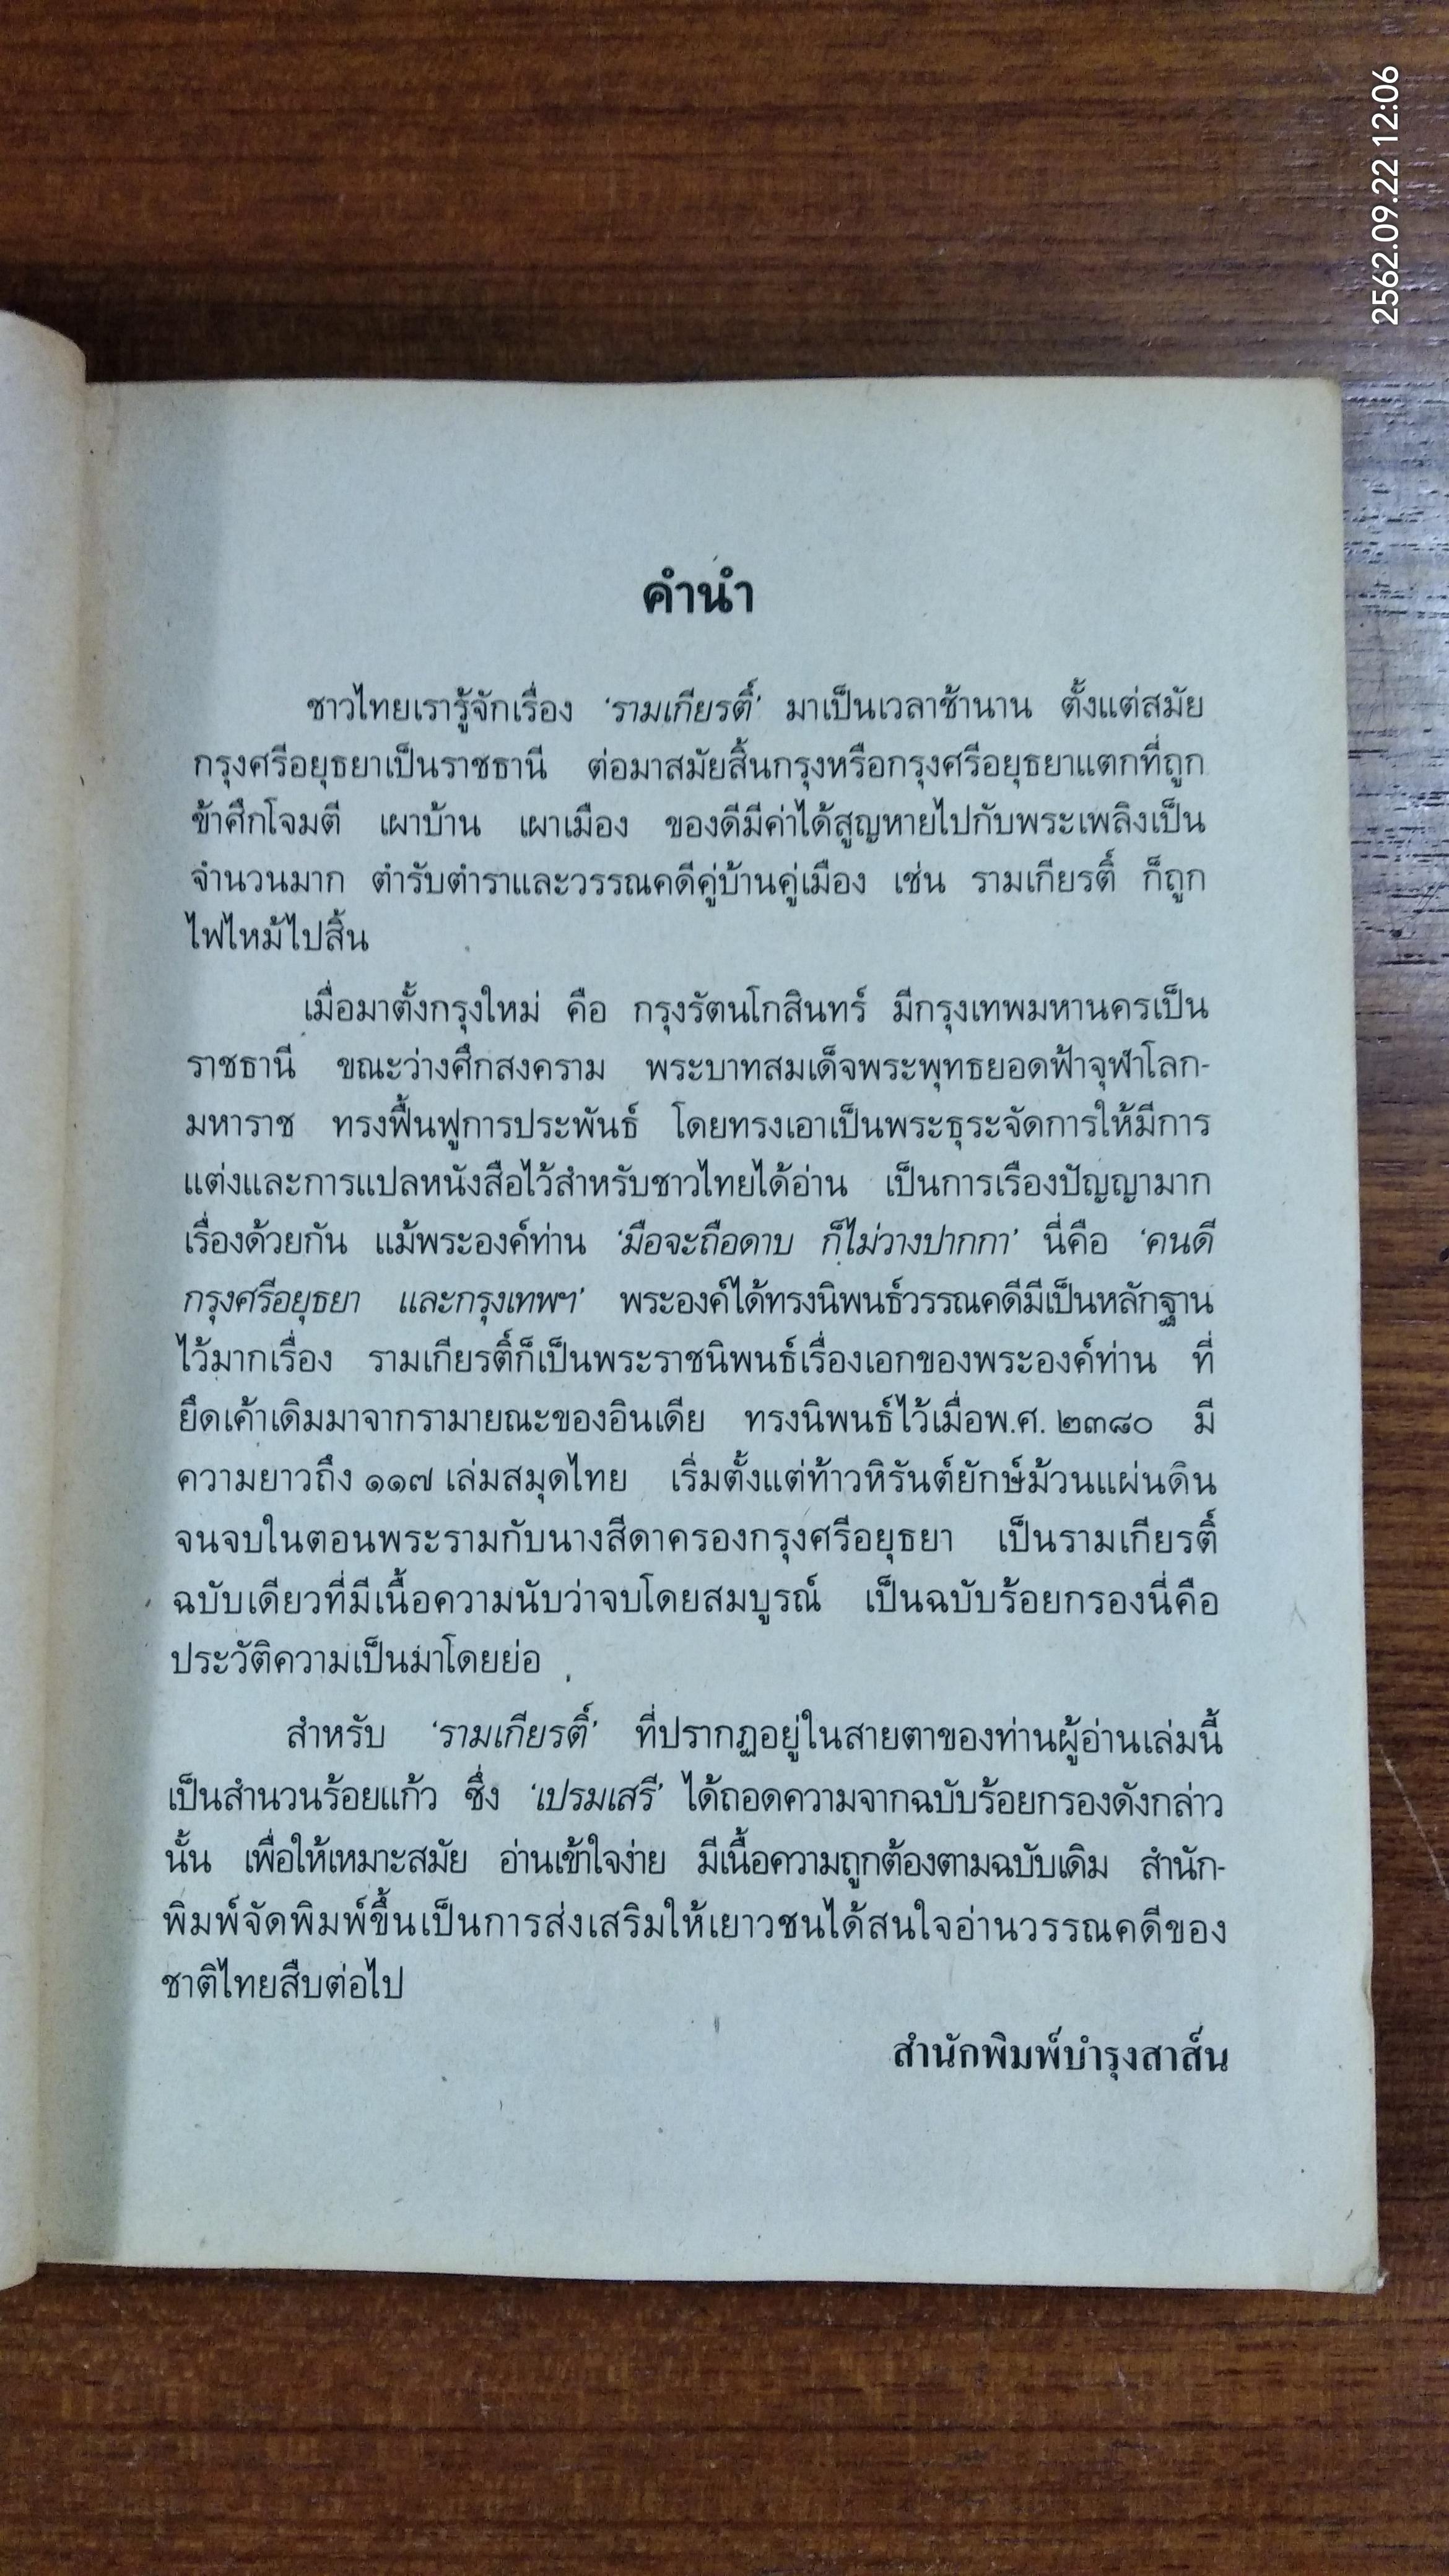 2562.09.22 12:06
คำนำ
ชาวไทยเรารู้จักเรื่อง ‘รามเกียรติ์’ มาเป็นเวลาช้านาน ตั้งแต่สมัย
กรุงศรีอยุธยาเป็นราชธานี ต่อมาสมัยสิ้นกรุงหรือกรุงศรีอยุธยาแตกที่ถูก
ข้าศึกโจมตี เผาบ้าน เผาเมือง ของดีมีค่าได้สูญหายไปกับพระเพลิงเป็น
จำนวนมาก ตำรับตำราและวรรณคดีคู่บ้านคู่เมือง เช่น รามเกียรติ์ ก็ถูก
ไฟไหม้ไปสิ้น
เมื่อมาตั้งกรุงใหม่ คือ กรุงรัตนโกสินทร์ มีกรุงเทพมหานครเป็น
ราชธานี ขณะว่างศึกสงคราม พระบาทสมเด็จพระพุทธยอดฟ้าจุฬาโลก-
มหาราช ทรงฟื้นฟูการประพันธ์ โดยทรงเอาเป็นพระธุระจัดการให้มีการ
แต่งและการแปลหนังสือไว้สำหรับชาวไทยได้อ่าน เป็นการเรืองปัญญามาก
เรื่องด้วยกัน แม้พระองค์ท่าน ‘มือจะถือดาบ ก็ไม่วางปากกา’ นี่คือ ‘คนดี
กรุงศรีอยุธยา และกรุงเทพฯ’ พระองค์ได้ทรงนิพนธ์วรรณคดีมีเป็นหลักฐาน
ไว้มากเรื่อง รามเกียรติ์ก็เป็นพระราชนิพนธ์เรื่องเอกของพระองค์ท่าน ที่
ยึดเค้าเดิมมาจากรามายณะของอินเดีย ทรงนิพนธ์ไว้เมื่อพ.ศ. ๒๓๘๐ มี
ความยาวถึง ๑๑๗ เล่มสมุดไทย เริ่มตั้งแต่ท้าวหิรันต์ยักษ์ม้วนแผ่นดิน
จนจบในตอนพระรามกับนางสีดาครองกรุงศรีอยุธยา เป็นรามเกียรติ์
ฉบับเดียวที่มีเนื้อความนับว่าจบโดยสมบูรณ์ เป็นฉบับร้อยกรองนี่คือ
ประวัติความเป็นมาโดยย่อ
สำหรับ ‘รามเกียรติ์’ ที่ปรากฏอยู่ในสายตาของท่านผู้อ่านเล่มนี้
เป็นสำนวนร้อยแก้ว ซึ่ง ‘เปรมเสรี’ ได้ถอดความจากฉบับร้อยกรองดังกล่าว
นั้น เพื่อให้เหมาะสมัย อ่านเข้าใจง่าย มีเนื้อความถูกต้องตามฉบับเดิม สำนัก-
พิมพ์จัดพิมพ์ขึ้นเป็นการส่งเสริมให้เยาวชนได้สนใจอ่านวรรณคดีของ
ชาติไทยสืบต่อไป
สำนักพิมพ์บำรุงสาส์น